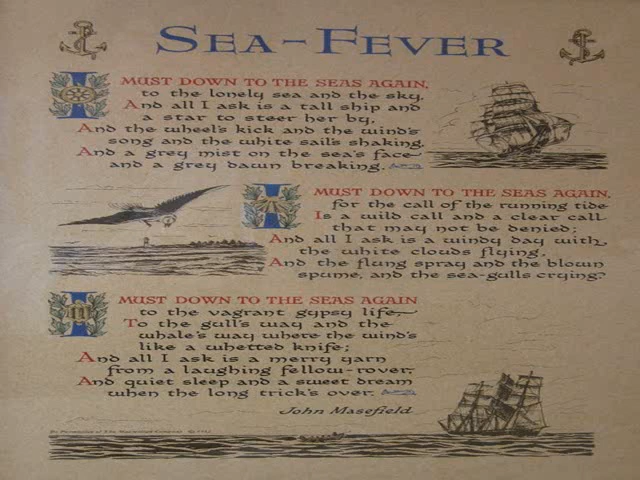 SEA-FEVER
I MUST DOWN TO THE SEAS AGAIN,
to the lonely sea and the sky,
And all I ask is a tall ship and
a star to steer her by,
And the wheel's kick and the wind's
song and the white sail's shaking,
And a grey mist on the sea's face
and a grey dawn breaking.
I MUST DOWN TO THE SEAS AGAIN,
for the call of the running tide
Is a wild call and a clear call
that may not be denied;
And all I ask is a windy day with
the white clouds flying,
And the flung spray and the blown
spume, and the sea-gulls crying?
I MUST DOWN TO THE SEAS AGAIN
to the vagrant gypsy life,
To the gull's way and the
whale's way where the wind's
like a whetted knife;
And all I ask is a merry yarn
from a laughing fellow-rover,
And quiet sleep and a sweet dream
when the long trick's over.
John Masefield
By Permission of The Macmillan Company ©